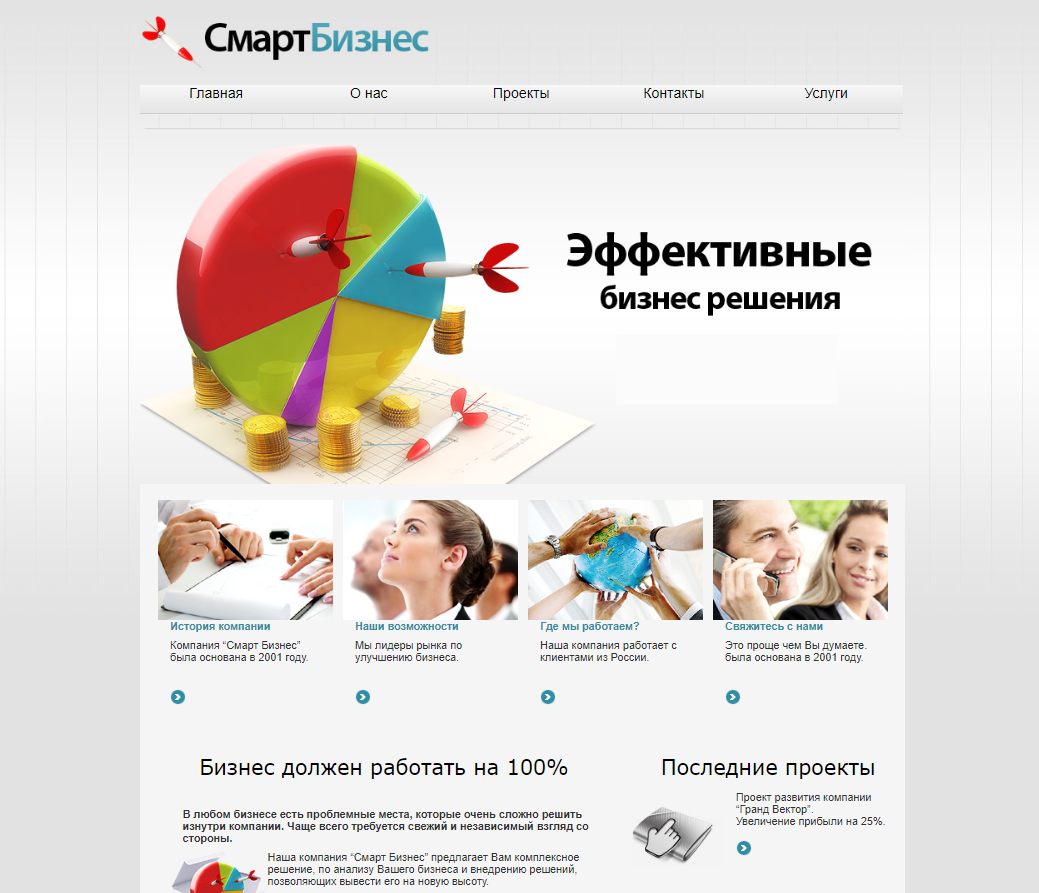 СмартБизнес
Главная О нас Проекты Контакты Услуги
Эффективные
бизнес решения
История компании
Компания “Смарт Бизнес”
была основана в 2001 году.
Наши возможности
Мы лидеры рынка по
улучшению бизнеса.
Где мы работаем?
Наша компания работает с
клиентами из России.
Свяжитесь с нами
Это проще чем Вы думаете.
была основана в 2001 году.
Бизнес должен работать на 100%
В любом бизнесе есть проблемные места, которые очень сложно решить
изнутри компании. Чаще всего требуется свежий и независимый взгляд со
стороны.
Наша компания “Смарт Бизнес” предлагает Вам комплексное
решение, по анализу Вашего бизнеса и внедрению решений,
позволяющих вывести его на новую высоту.
Последние проекты
Проект развития компании
“Гранд Вектор”.
Увеличение прибыли на 25%.